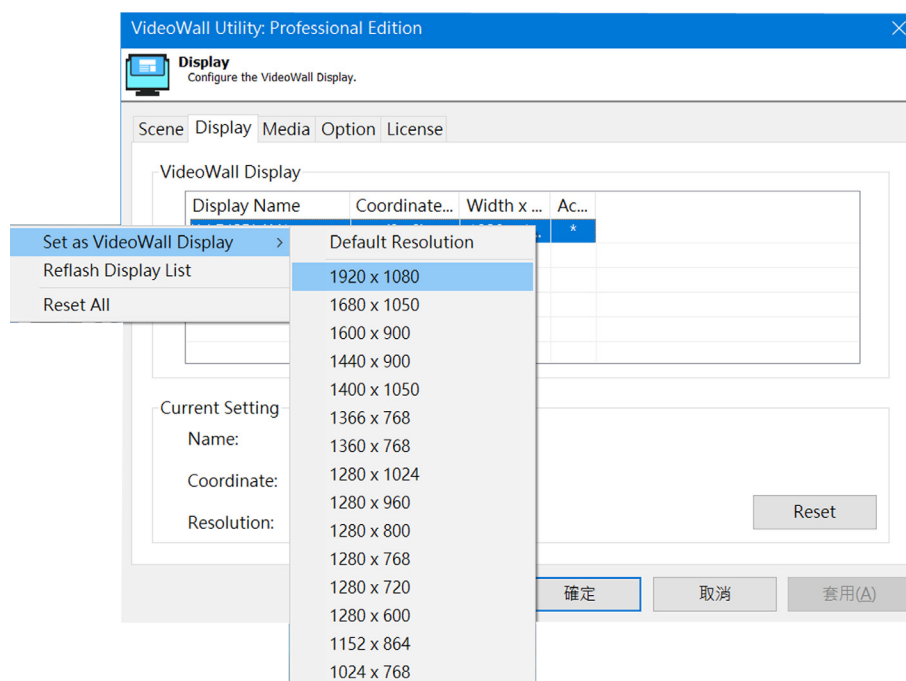 VideoWall Utility: Professional Edition
Display
Configure the VideoWall Display.
Scene Display Media Option License
VideoWall Display
Display Name Coordinate... Width x ... Ac...
*
Set as VideoWall Display
Reflash Display List
Reset All
Default Resolution
1920 x 1080
1680 x 1050
1600 x 900
1440 x 900
1400 x 1050
1366 x 768
1360 x 768
1280 x 1024
1280 x 960
1280 x 800
1280 x 768
1280 x 720
1280 x 600
1152 x 864
1024 x 768
Current Setting
Name:
Coordinate:
Resolution:
Reset
確定 取消 套用(A)